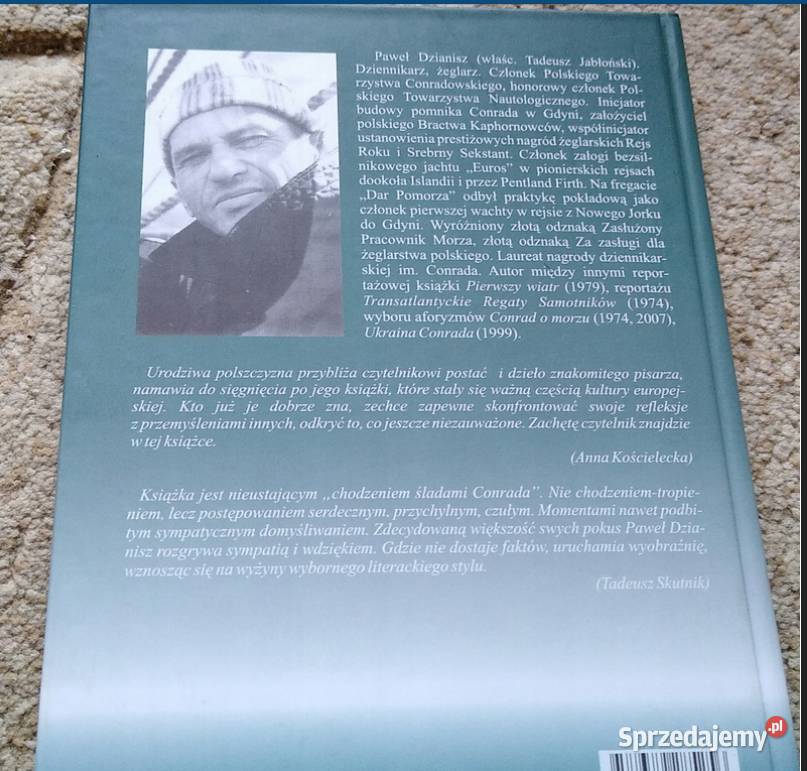 Paweł Dzianisz (właśc. Tadeusz Jabłoński).
Dziennikarz, żeglarz. Członek Polskiego Towa-
rzystwa Conradowskiego, honorowy członek Pol-
skiego Towarzystwa Nautologicznego. Inicjator
budowy pomnika Conrada w Gdyni, założyciel
polskiego Bractwa Kaphornowców, współinicjator
ustanowienia prestiżowych nagród żeglarskich Rejs
Roku i Srebrny Sekstant. Członek załogi bezsil-
nikowego jachtu „Euros” w pionierskich rejsach
dookoła Islandii i przez Pentland Firth. Na fregacie
„Dar Pomorza” odbył praktykę pokładową jako
członek pierwszej wachty w rejsie z Nowego Jorku
do Gdyni. Wyróżniony złotą odznaką Zasłużony
Pracownik Morza, złotą odznaką Za zasługi dla
żeglarstwa polskiego. Laureat nagrody dziennikar-
skiej im. Conrada. Autor między innymi repor-
tażowej książki Pierwszy wiatr (1979), reportażu
Transatlantyckie Regaty Samotników (1974),
wyboru aforyzmów Conrad o morzu (1974, 2007),
Ukraina Conrada (1999).
Urodziwa polszczyzna przybliża czytelnikowi postać i dzieło znakomitego pisarza,
namawia do sięgnięcia po jego książki, które stały się ważną częścią kultury europej-
skiej. Kto już je dobrze zna, zechce zapewne skonfrontować swoje refleksje
z przemyśleniami innych, odkryć to, co jeszcze niezauważone. Zachętę czytelnik znajdzie
w tej książce.
(Anna Kościelecka)
Książka jest nieustającym „chodzeniem śladami Conrada”. Nie chodzeniem-tropie-
niem, lecz postępowaniem serdecznym, przychylnym, czułym. Momentami nawet podbi-
tym sympatycznym domyśliwaniem. Zdecydowaną większość swych pokus Paweł Dzia-
nisz rozgrywa sympatią i wdziękiem. Gdzie nie dostaje faktów, uruchamia wyobraźnię,
wznosząc się na wyżyny wybornego literackiego stylu.
(Tadeusz Skutnik)
Sprzedajemy.pl